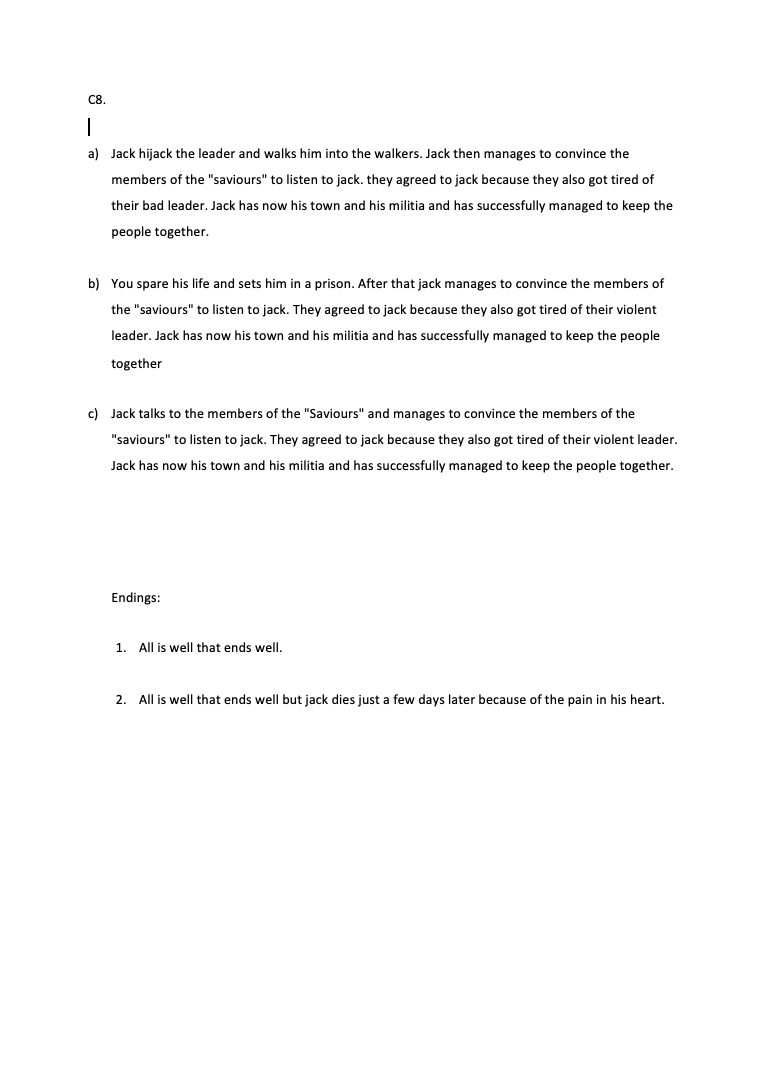 C8.
a) Jack hijack the leader and walks him into the walkers. Jack then manages to convince the
members of the "saviours" to listen to jack. they agreed to jack because they also got tired of
their bad leader. Jack has now his town and his militia and has successfully managed to keep the
people together.
b) You spare his life and sets him in a prison. After that jack manages to convince the members of
the "saviours" to listen to jack. They agreed to jack because they also got tired of their violent
leader. Jack has now his town and his militia and has successfully managed to keep the people
together
c) Jack talks to the members of the "Saviours" and manages to convince the members of the
"saviours" to listen to jack. They agreed to jack because they also got tired of their violent leader.
Jack has now his town and his militia and has successfully managed to keep the people together.
Endings:
1. All is well that ends well.
2. All is well that ends well but jack dies just a few days later because of the pain in his heart.